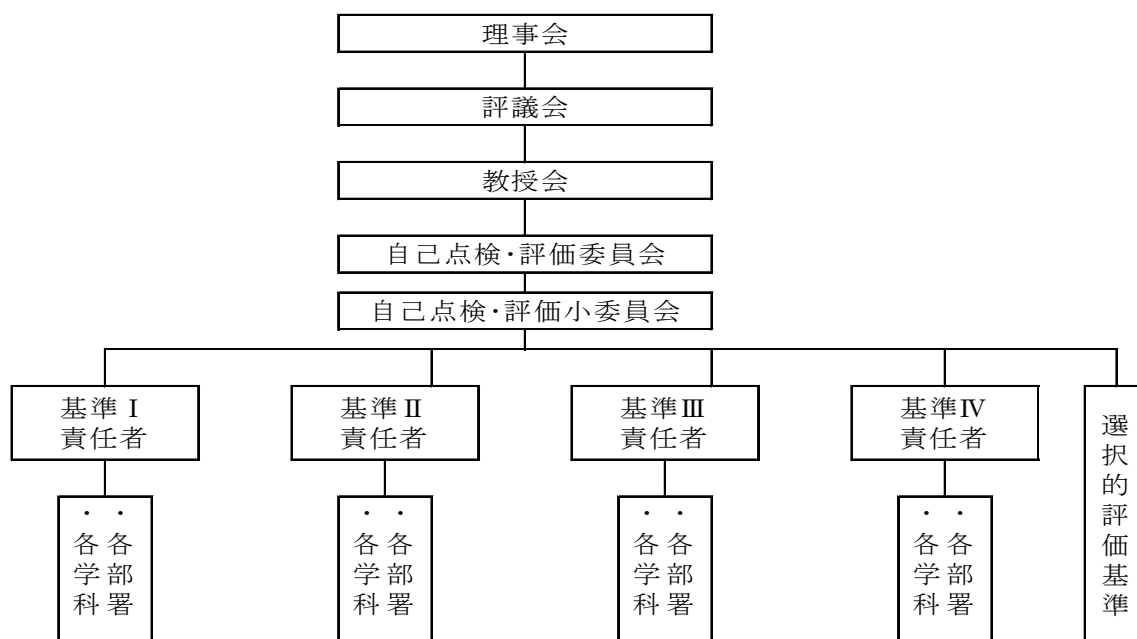 理事会
評議会
教授会
自己点検・評価委員会
自己点検・評価小委員会
基準Ⅰ
責任者
基準Ⅱ
責任者
基準Ⅲ
責任者
基準Ⅳ
責任者
選択的評価基準
・各部署
・各学科
・各部署
・各学科
・各部署
・各学科
・各部署
・各学科